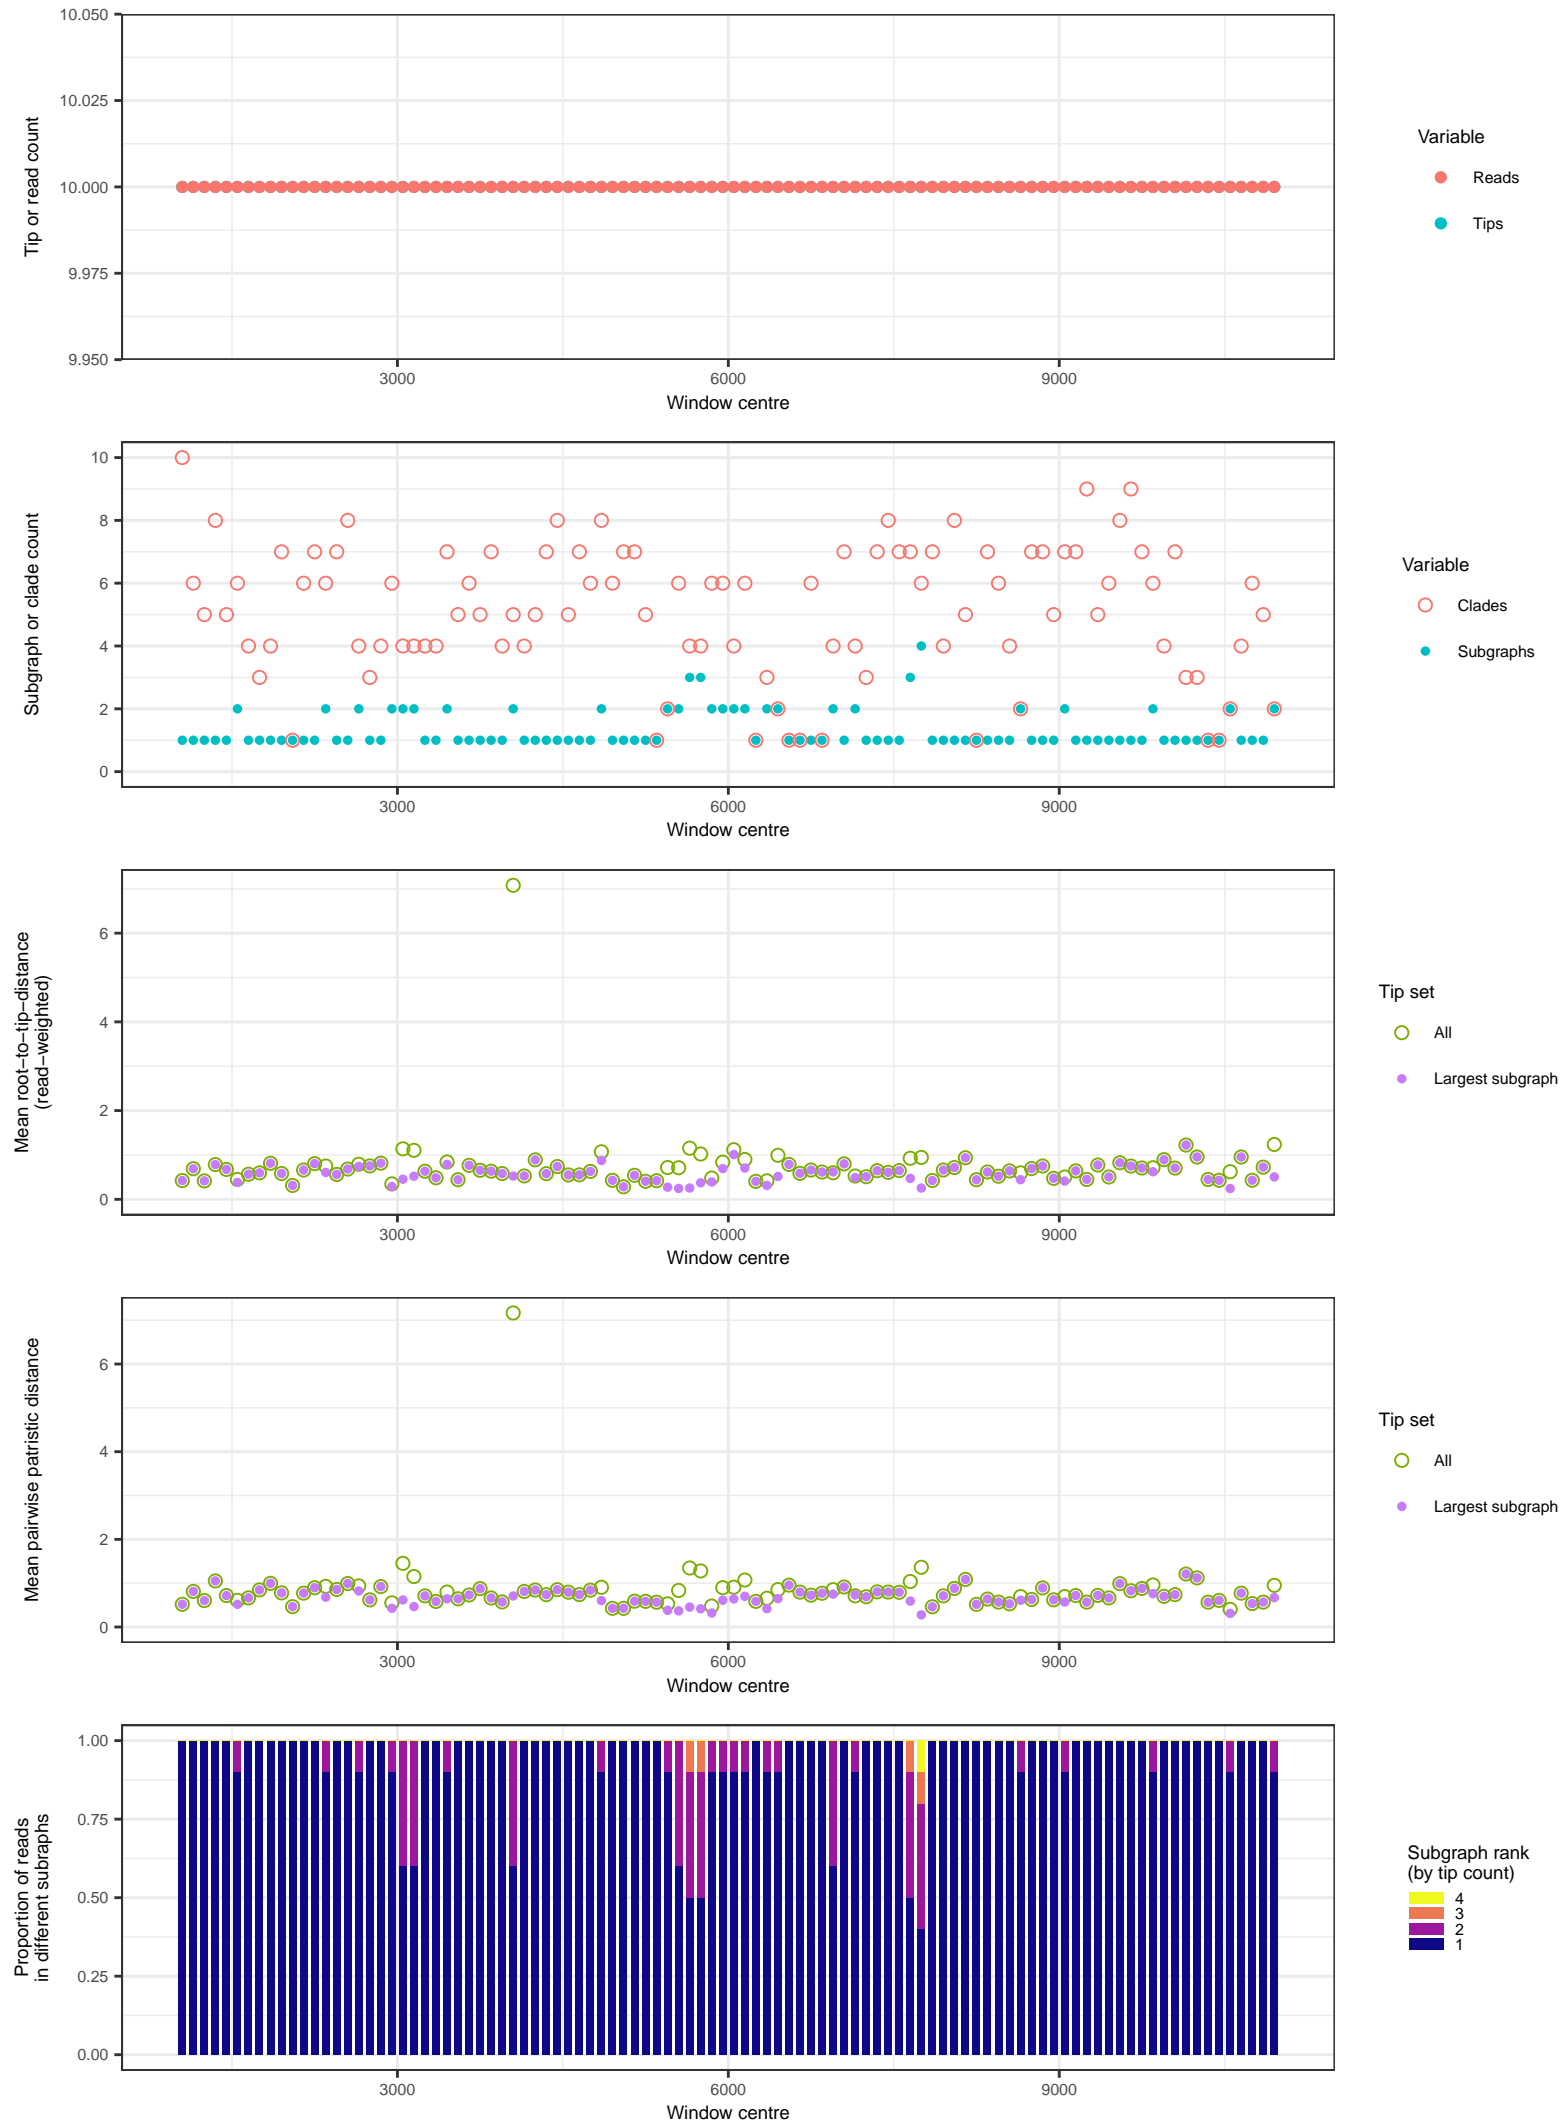 10.050
10.025
10.000
9.975
9.950
Tip or read count
3000
6000
9000
Window centre
Variable
Reads
Tips
10
8
6
4
2
0
Subgraph or clade count
3000
6000
9000
Window centre
Variable
Clades
Subgraphs
6
4
2
0
Mean root−to−tip−distance
(read−weighted)
3000
6000
9000
Window centre
Tip set
All
Largest subgraph
6
4
2
0
Mean pairwise patristic distance
3000
6000
9000
Window centre
Tip set
All
Largest subgraph
1.00
0.75
0.50
0.25
0.00
Proportion of reads
in different subraphs
3000
6000
9000
Window centre
Subgraph rank
(by tip count)
4
3
2
1